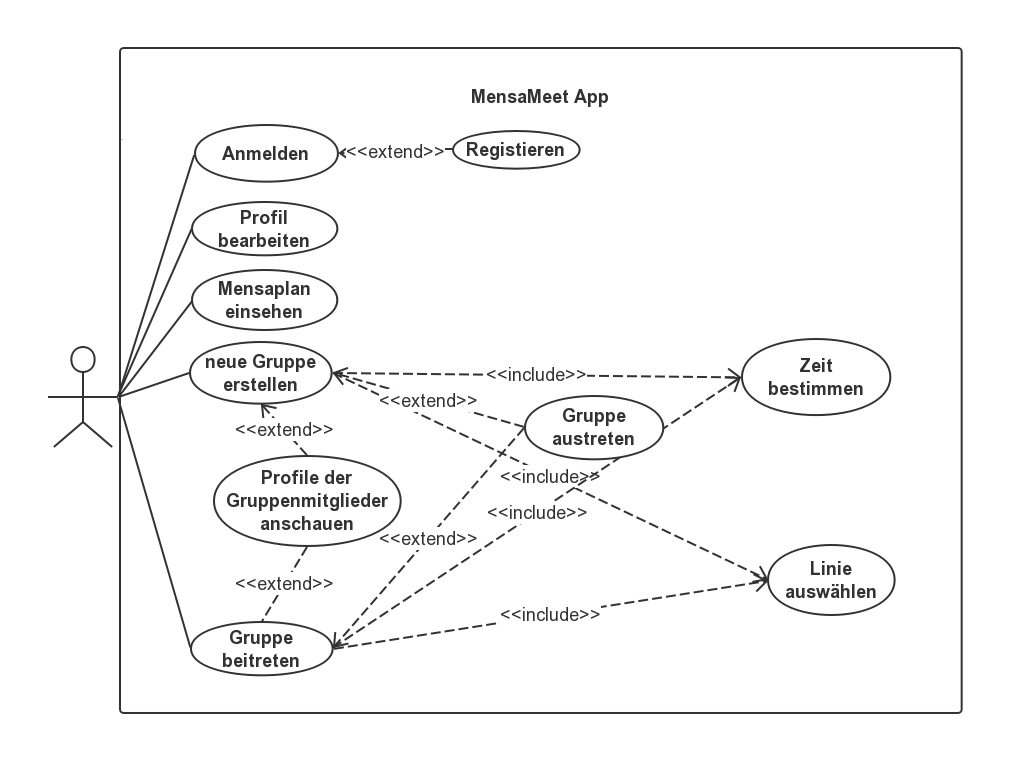 MensaMeet App
Anmelden
<<extend>>
Registieren
Profil
bearbeiten
Mensaplan
einsehen
neue Gruppe
erstellen
<<include>>
Zeit
bestimmen
<<extend>>
Gruppe
austreten
<<extend>>
Profile der
Gruppenmitglieder
anschauen
<<include>>
<<include>>
<<extend>>
<<extend>>
Linie
auswählen
<<include>>
Gruppe
beitreten